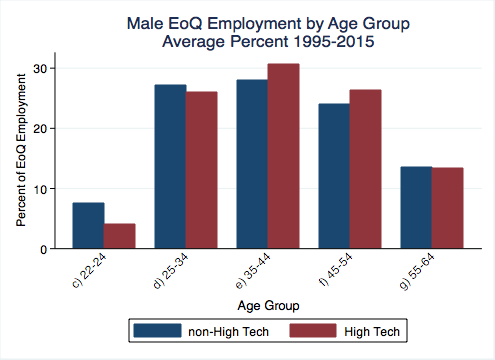 Male EoQ Employment by Age Group
Average Percent 1995-2015
Percent of EoQ Employment
30
20
10
0
c) 22-24
d) 25-34
e) 35-44
f) 45-54
g) 55-64
Age Group
non-High Tech
High Tech